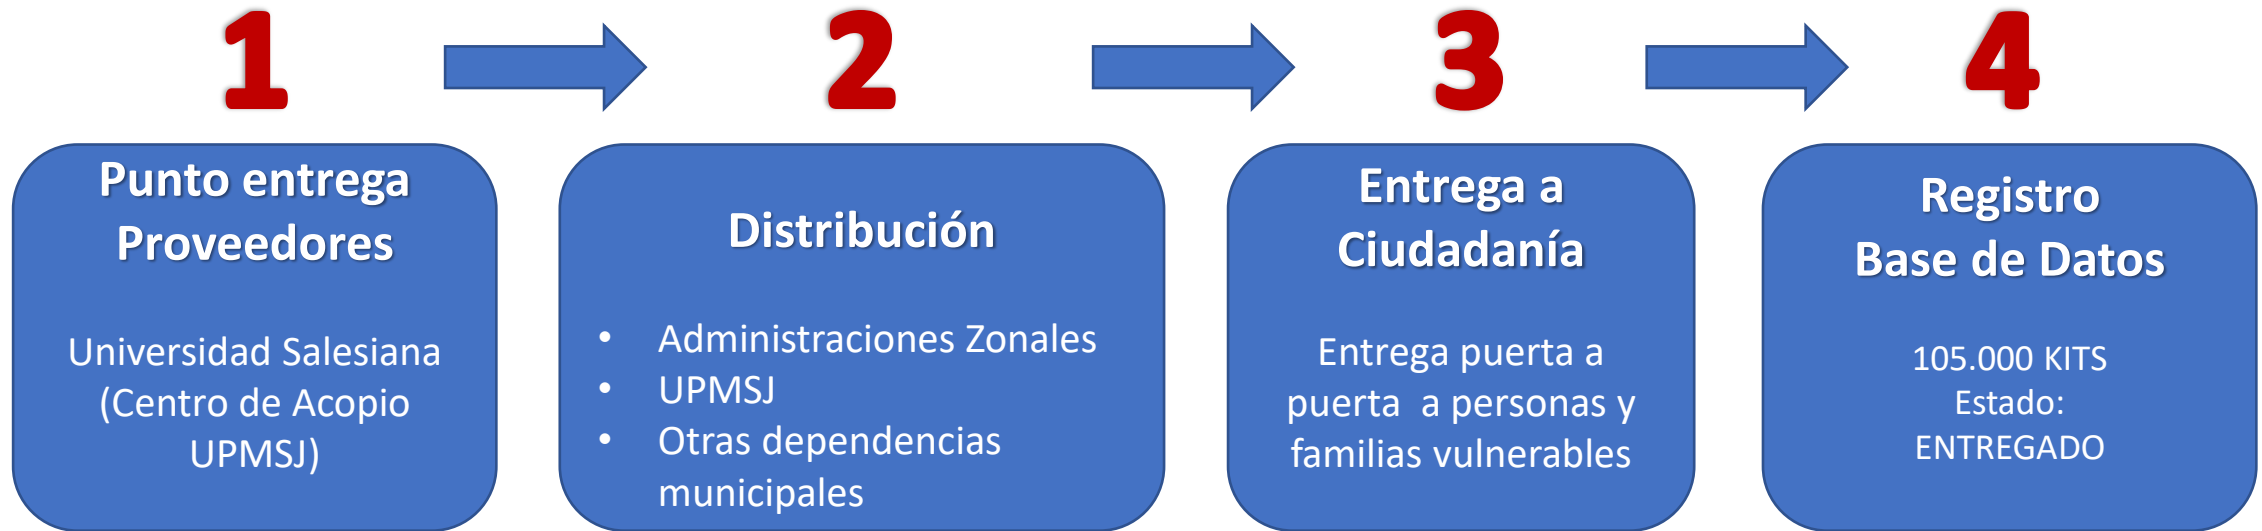 1
Punto entrega
Proveedores
Universidad Salesiana
(Centro de Acopio
UPMSJ)
2
Distribución
• Administraciones Zonales
• UPMSJ
• Otras dependencias
municipales
3
Entrega a
Ciudadanía
Entrega puerta a
puerta  a personas y
familias vulnerables
4
Registro
Base de Datos
105.000 KITS
Estado:
ENTREGADO